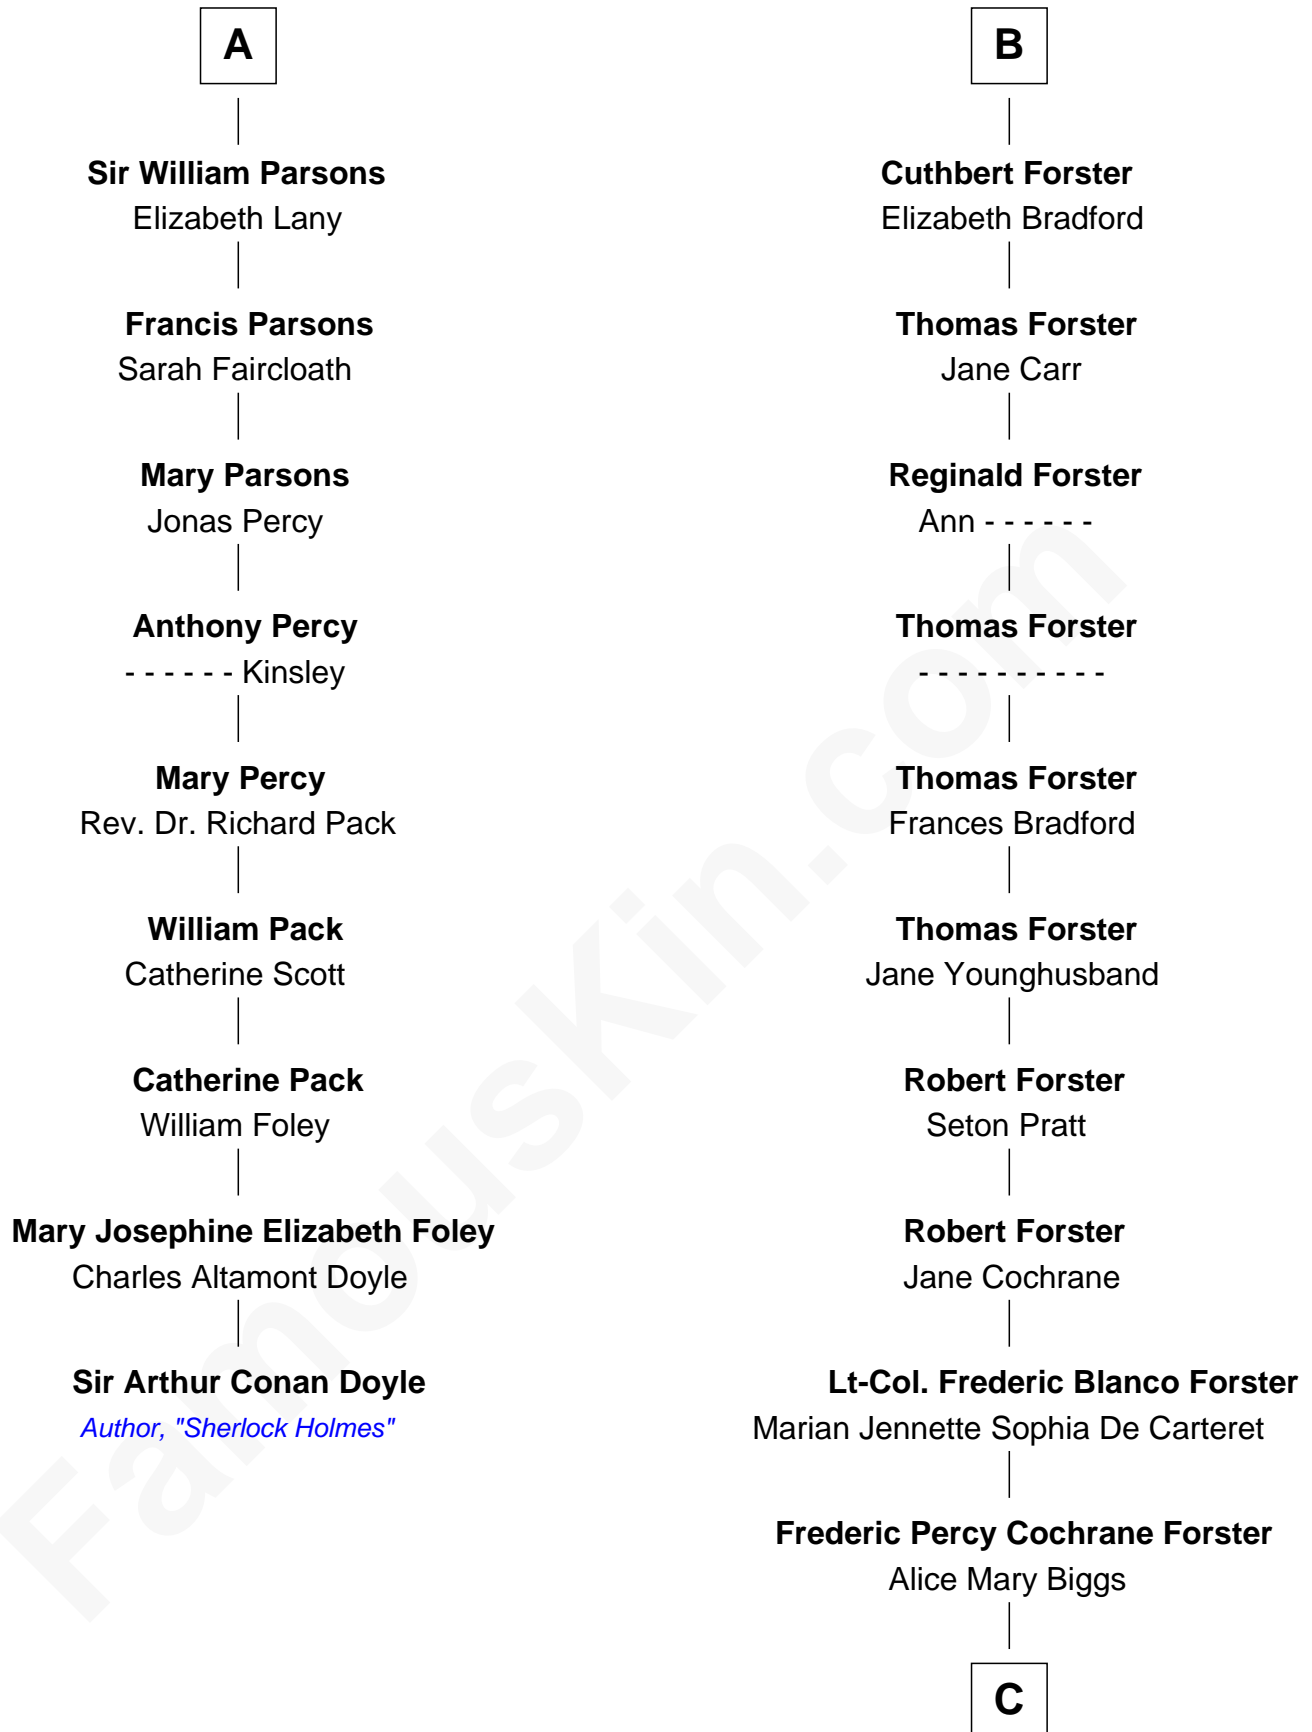 A
Sir William Parsons
Elizabeth Lany
Francis Parsons
Sarah Faircloath
Mary Parsons
Jonas Percy
Anthony Percy
- - - - - - Kinsley
Mary Percy
Rev. Dr. Richard Pack
William Pack
Catherine Scott
Catherine Pack
William Foley
Mary Josephine Elizabeth Foley
Charles Altamont Doyle
Sir Arthur Conan Doyle
Author, "Sherlock Holmes"
B
Cuthbert Forster
Elizabeth Bradford
Thomas Forster
Jane Carr
Reginald Forster
Ann - - - - - -
Thomas Forster
- - - - - - - - - -
Thomas Forster
Frances Bradford
Thomas Forster
Jane Younghusband
Robert Forster
Seton Pratt
Robert Forster
Jane Cochrane
Lt-Col. Frederic Blanco Forster
Marian Jennette Sophia De Carteret
Frederic Percy Cochrane Forster
Alice Mary Biggs
C
FamousKin.com